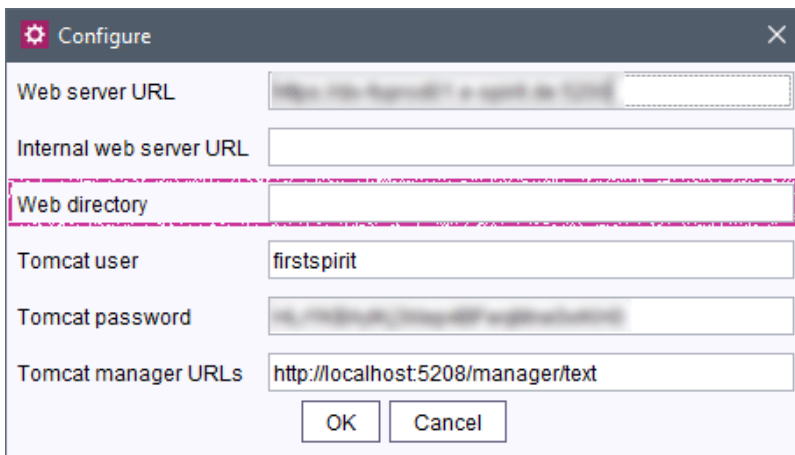 Configure
Web server URL
Internal web server URL
Web directory
Tomcat user firstspirit
Tomcat password
Tomcat manager URLs http://localhost:5208/manager/text
OK Cancel